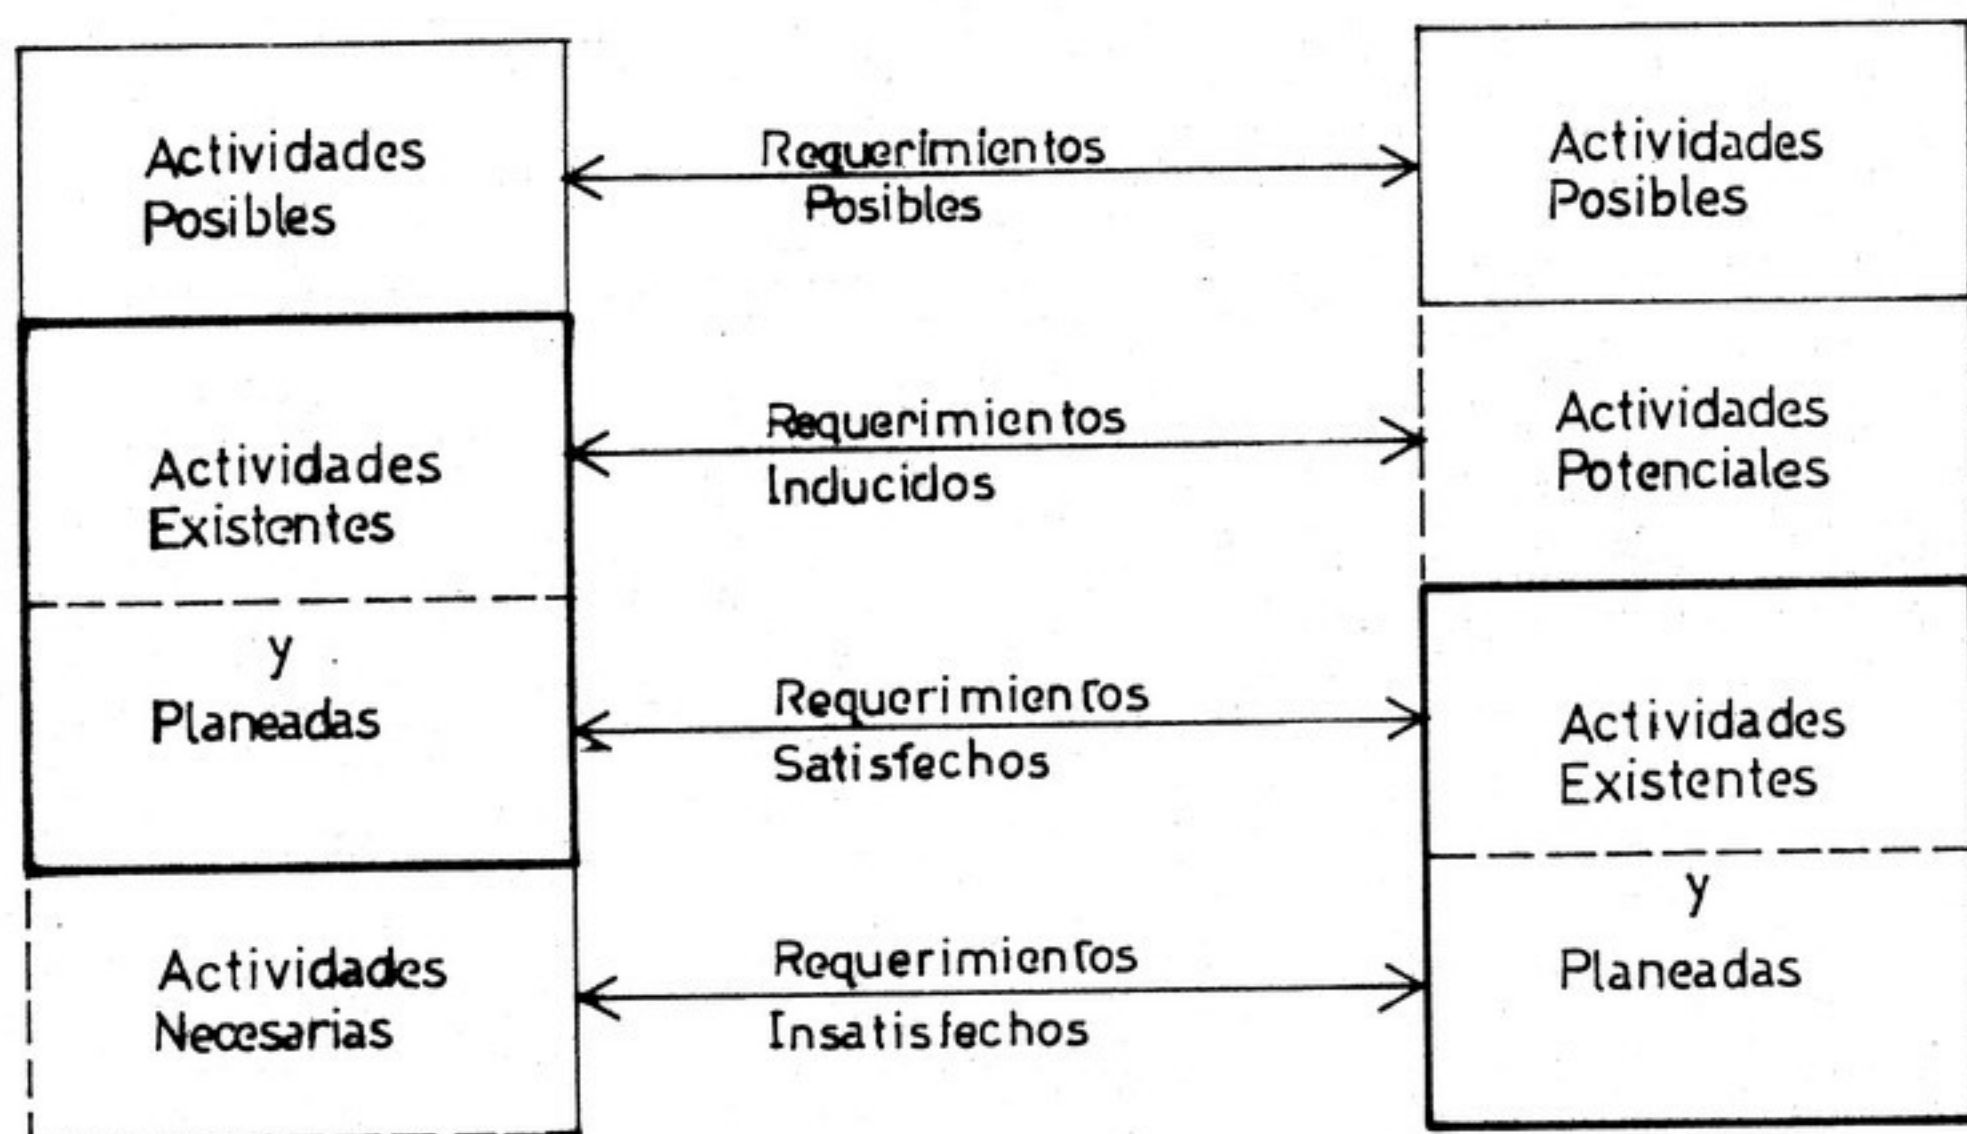 Actividades
Posibles
Requerimientos
Posibles
Actividades
Posibles
Actividades
Existentes
y
Planeadas
Requerimientos
Inducidos
Actividades
Potenciales
Requerimientos
Satisfechos
Actividades
Existentes
y
Planeadas
Actividades
Necesarias
Requerimientos
Insatisfechos